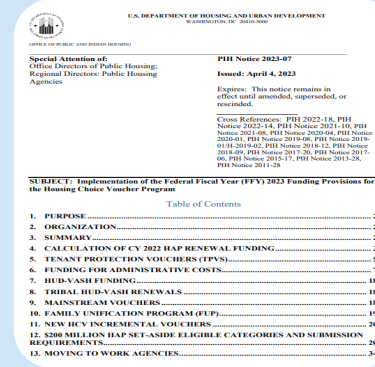 U.S. DEPARTMENT OF HOUSING AND URBAN DEVELOPMENT
WASHINGTON, DC 20410-5000
OFFICE OF PUBLIC AND INDIAN HOUSING
Special Attention of:
Office Directors of Public Housing;
Regional Directors: Public Housing
Agencies
PIH Notice 2023-07
Issued: April 4, 2023
Expires: This notice remains in
effect until amended, superseded, or
rescinded.
Cross References: PIH 2022-18, PIH
Notice 2022-14, PIH Notice 2021-10, PIH
Notice 2021-08, PIH Notice 2020-04, PIH Notice
2020-01, PIH Notice 2019-08, PIH Notice 2019-
01/H-2019-02, PIH Notice 2018-12, PIH Notice
2018-09, PIH Notice 2017-20, PIH Notice 2017-
06, PIH Notice 2015-17, PIH Notice 2013-28,
PIH Notice 2011-28
SUBJECT: Implementation of the Federal Fiscal Year (FFY) 2023 Funding Provisions for
the Housing Choice Voucher Program
Table of Contents
1. PURPOSE
2. ORGANIZATION
3. SUMMARY
4. CALCULATION OF CY 2022 HAP RENEWAL FUNDING
5. TENANT PROTECTION VOUCHERS (TPVS)
6. FUNDING FOR ADMINISTRATIVE COSTS
7. HUD-VASH FUNDING
8. TRIBAL HUD-VASH RENEWALS
9. MAINSTREAM VOUCHERS
10. FAMILY UNIFICATION PROGRAM (FUP)
11. NEW HCV INCREMENTAL VOUCHERS
12. $200 MILLION HAP SET-ASIDE ELIGIBLE CATEGORIES AND SUBMISSION
REQUIREMENTS
13. MOVING TO WORK AGENCIES